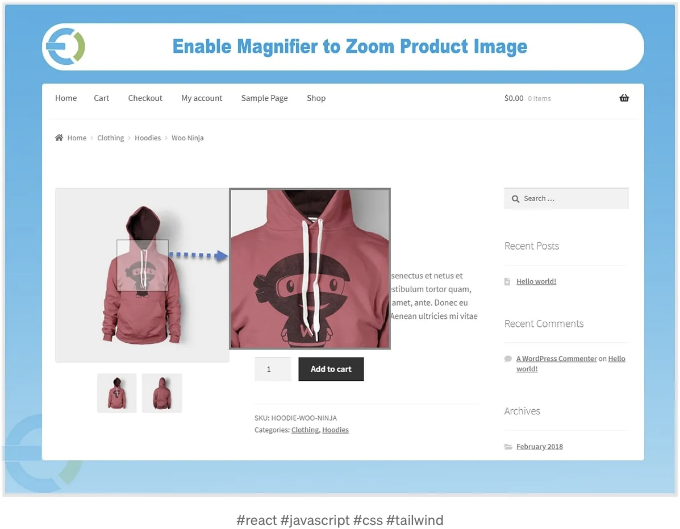 Enable Magnifier to Zoom Product Image
Home Cart Checkout My account Sample Page Shop $0.00 0 items
Home › Clothing › Hoodies › Woo Ninja
Search …
Recent Posts
Hello world!
senectus et netus et
estibulum tortor quam,
amet, ante. Donec eu
Aenean ultricies mi vitae
Recent Comments
A WordPress Commenter on Hello
world!
1 Add to cart
Archives
SKU: HOODIE-WOO-NINJA
Categories: Clothing, Hoodies
February 2018
#react #javascript #css #tailwind